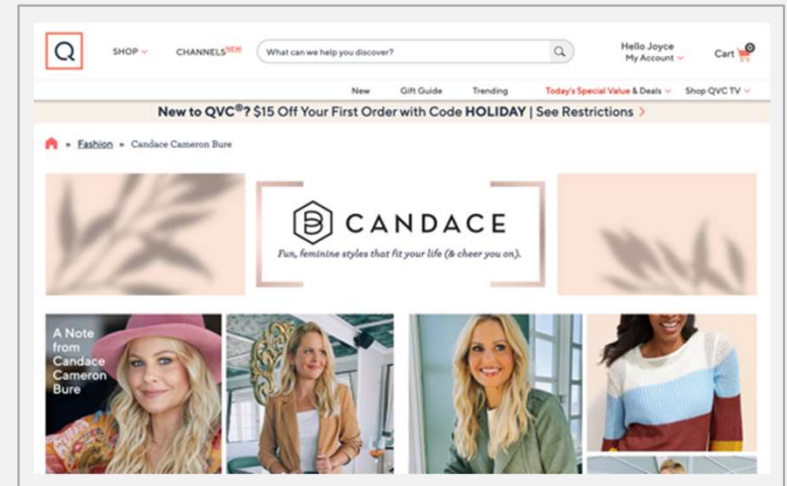 Q
SHOP
CHANNELS NEW
What can we help you discover?
Hello Joyce
My Account
Cart
0
New
Gift Guide
Trending
Today's Special Value & Deals
Shop QVC TV
New to QVC®? $15 Off Your First Order with Code HOLIDAY | See Restrictions >
» Fashion » Candace Cameron Bure
B CANDACE
Fun, feminine styles that fit your life (& cheer you on).
A Note
from
Candace
Cameron
Bure